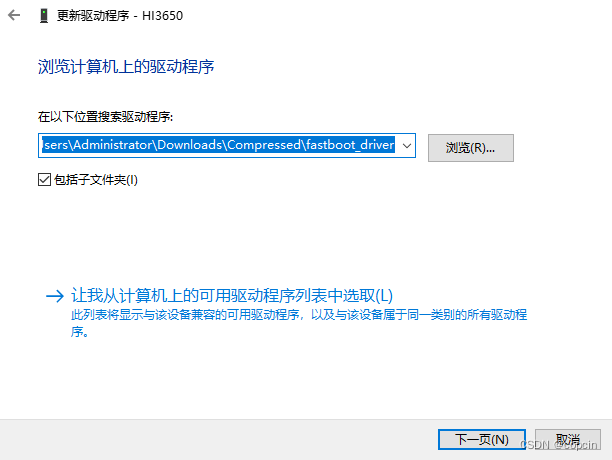 更新驱动程序 - HI3650
浏览计算机上的驱动程序
在以下位置搜索驱动程序:
sers\Administrator\Downloads\Compressed\fastboot_driver
浏览(R)...
包括子文件夹(I)
让我从计算机上的可用驱动程序列表中选取(L)
此列表将显示与该设备兼容的可用驱动程序，以及与该设备属于同一类别的所有驱动程
序。
下一页(N)
取消